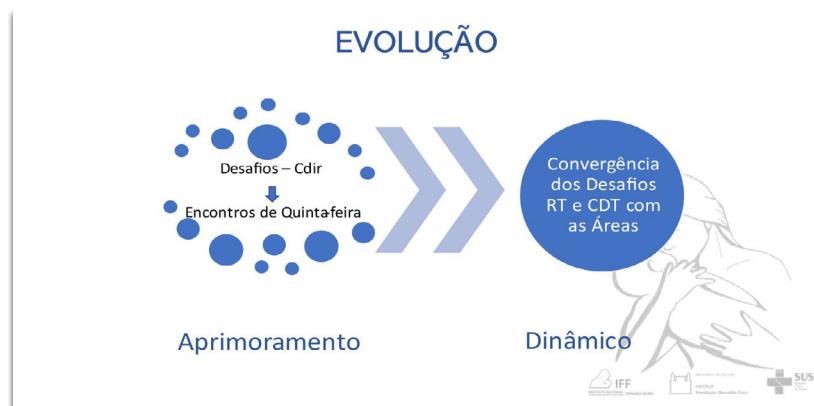 EVOLUÇÃO
Desafios – Cdir
Encontros de Quinta-feira
Convergência
dos Desafios
RT e CDT com
as Áreas
Aprimoramento
Dinâmico
IFF
SUS